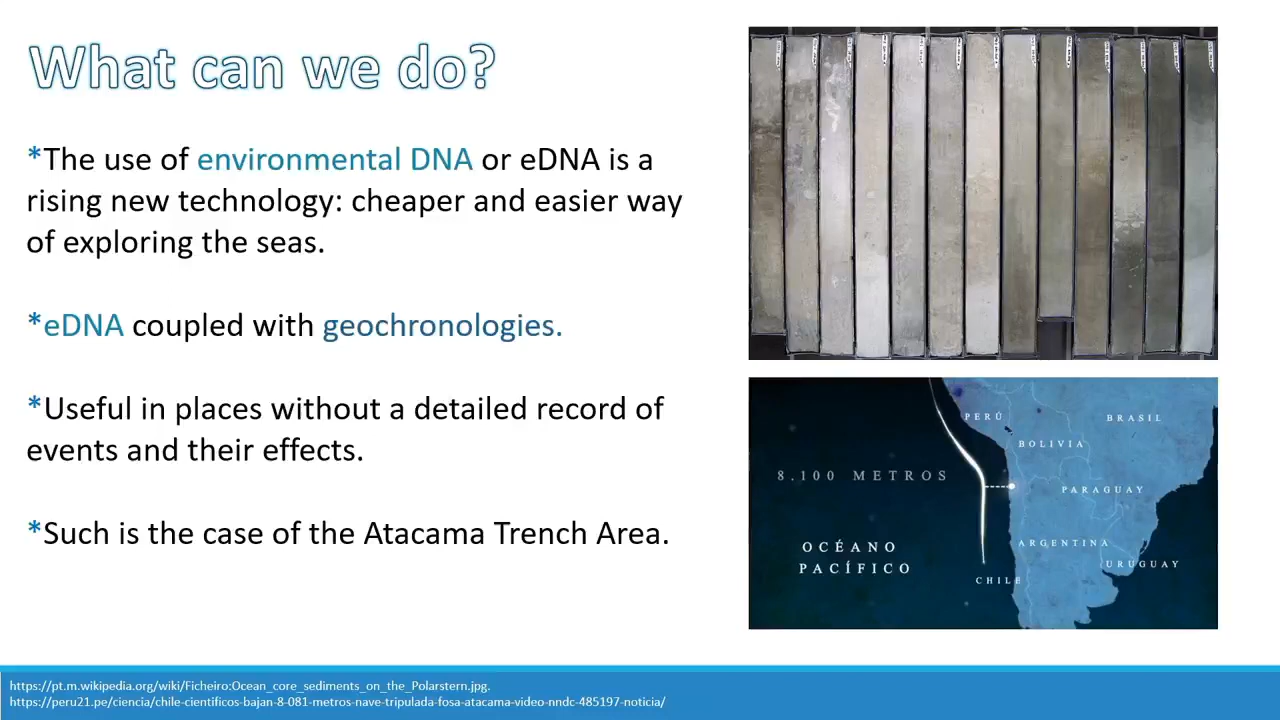 What can we do?
*The use of environmental DNA or eDNA is a
rising new technology: cheaper and easier way
of exploring the seas.
*eDNA coupled with geochronologies.
*Useful in places without a detailed record of
events and their effects.
*Such is the case of the Atacama Trench Area.
PERÚ
BRASIL
BOLIVIA
8.100 METROS
PARAGUAY
OCÉANO
PACÍFICO
ARGENTINA
URUGUAY
CHILE
https://pt.m.wikipedia.org/wiki/Ficheiro:Ocean_core_sediments_on_the_Polarstern.jpg.
https://peru21.pe/ciencia/chile-cientificos-bajan-8-081-metros-nave-tripulada-fosa-atacama-video-nndc-485197-noticia/